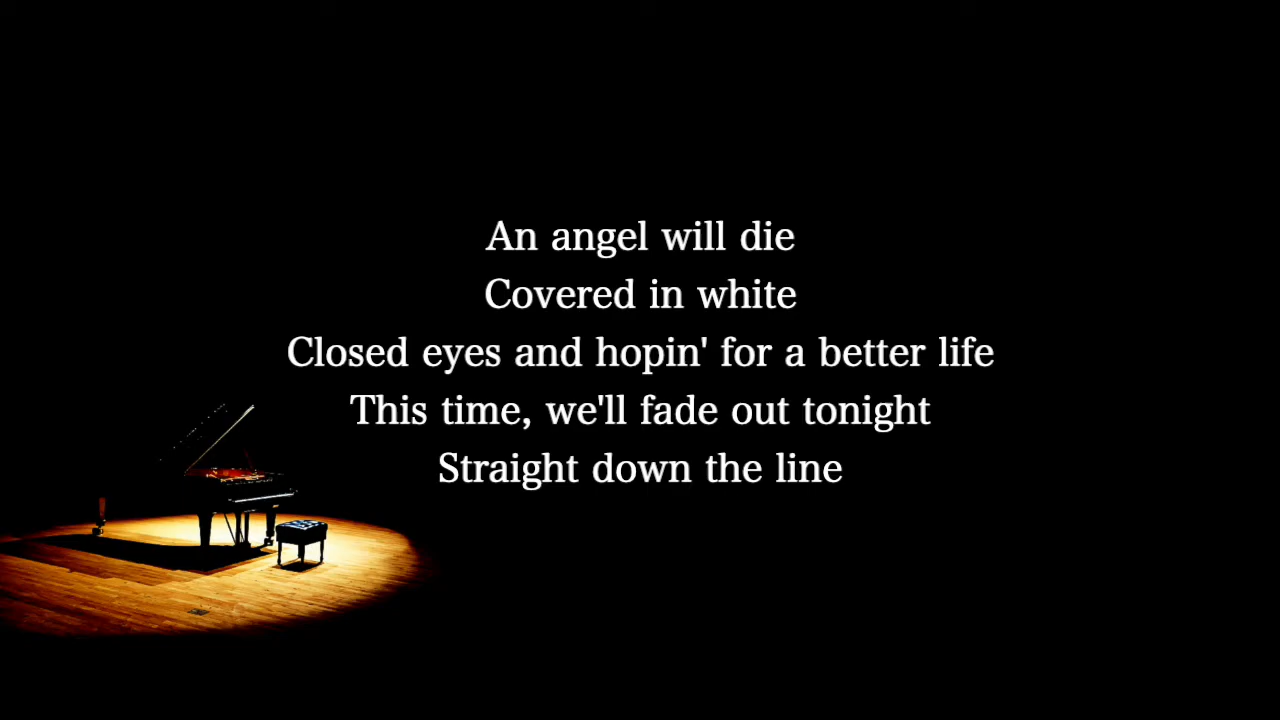 An angel will die
Covered in white
Closed eyes and hopin' for a better life
This time, we'll fade out tonight
Straight down the line